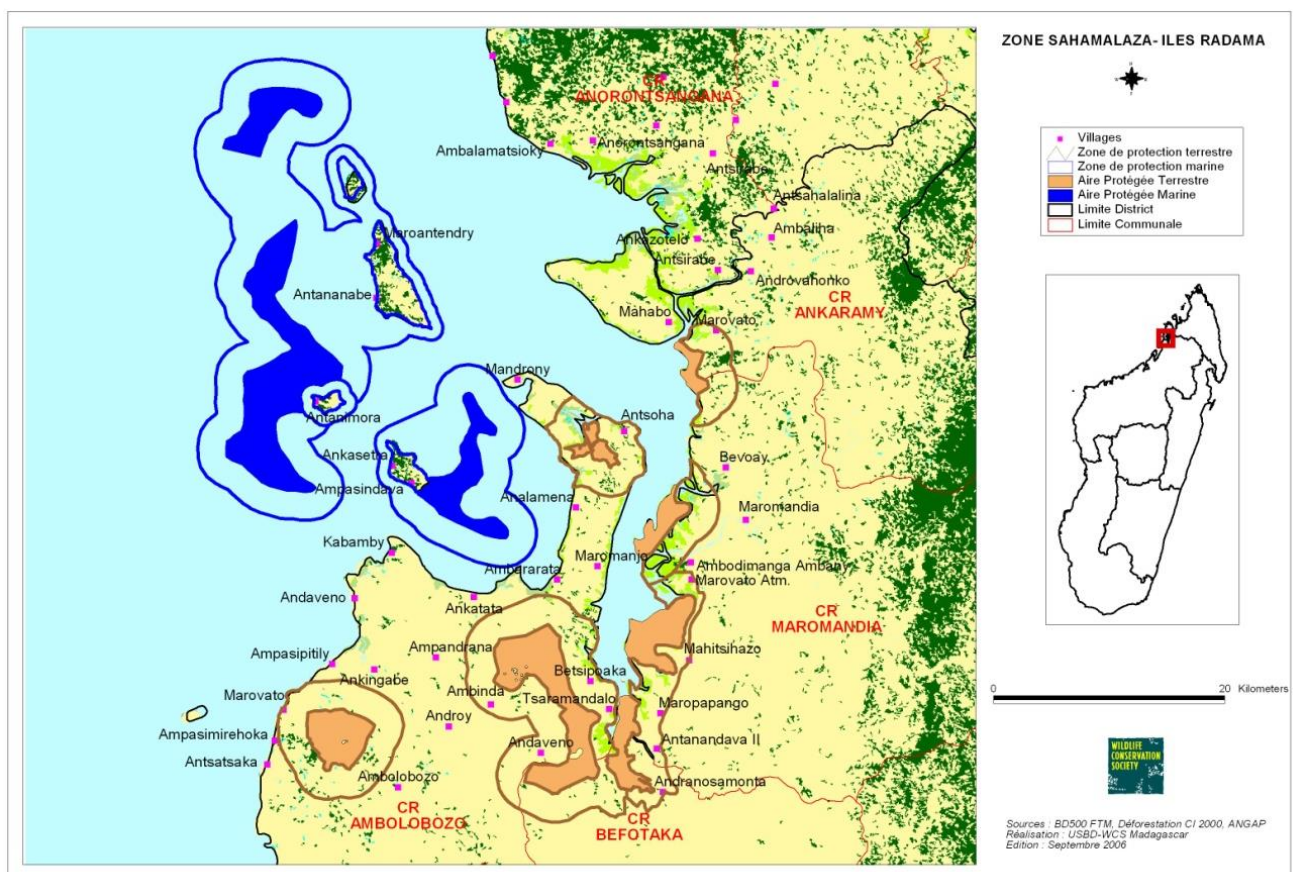 ZONE SAHAMALAZA- ILES RADAMA
Villages
Zone de protection terrestre
Zone de protection marine
Aire Protégée Terrestre
Aire Protégée Marine
Limite District
Limite Communale
CR
ANORONTSANGANA
Ambalamatsioky
Anorontsangana
Antsirabe
Antsahalalina
Maroantendry
Ankazotelo
Ambaliha
Antsirabe
Androvahonko
Antananabe
CR
ANKARAMY
Mahabo
Marovato
Mandrony
Antanimora
Antsoha
Ankasetra
Bevoay
Ampasindava
Analamena
Maromandia
Kabamby
Maromanjo
Ambodimanga Ambany
Ambararata
Marovato Atm.
Andaveno
Ankatata
CR
MAROMANDIA
Ampasipitily
Ampandrana
Mahitsihazo
Ankingabe
Betsipoaka
Marovato
Ambinda
Tsaramandalo
Maropapango
Androy
Ampasimirehoka
Andaveno
Antanandava II
Antsatsaka
Ambolobozo
Andranosamonta
CR
AMBOLOBOZO
CR
BEFOTAKA
0 20 Kilometers
WILDLIFE
CONSERVATION
SOCIETY
Sources : BD500 FTM, Déforestation CI 2000, ANGAP
Réalisation : USBD-WCS Madagascar
Edition : Septembre 2006